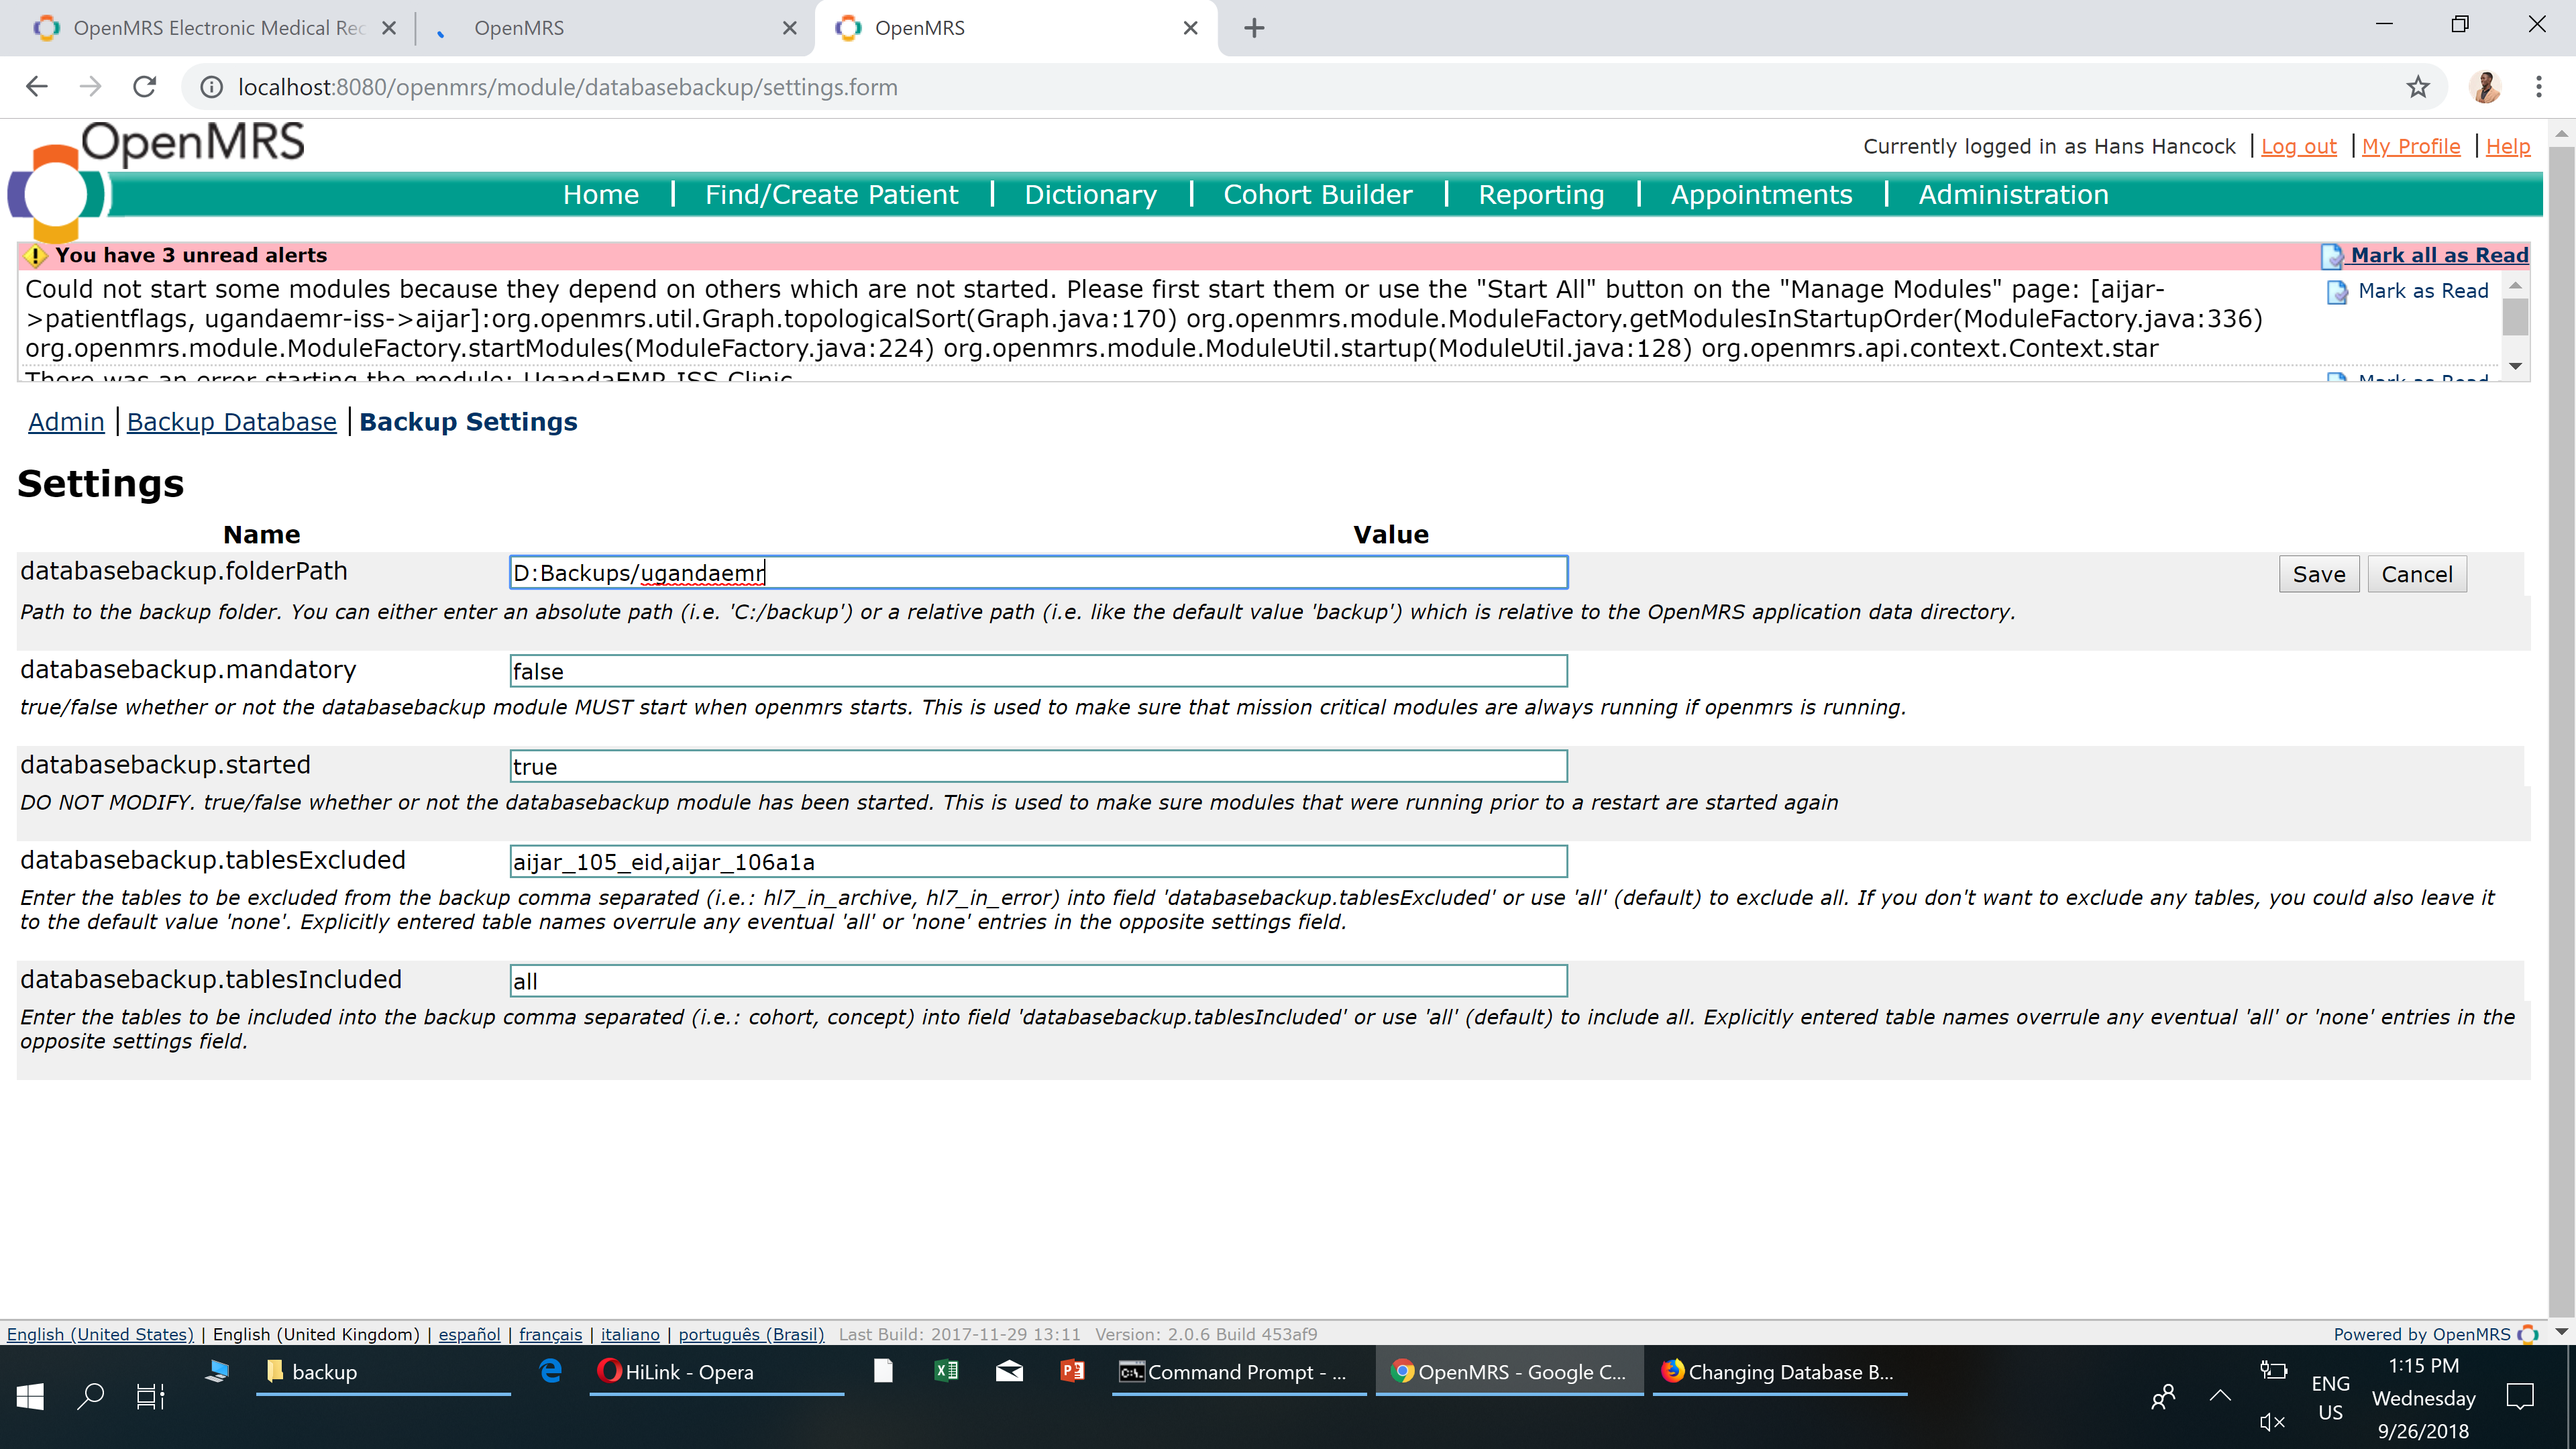 OpenMRS Electronic Medical Rec
OpenMRS
OpenMRS
localhost:8080/openmrs/module/databasebackup/settings.form
OpenMRS
Currently logged in as Hans Hancock | Log out | My Profile | Help
Home | Find/Create Patient | Dictionary | Cohort Builder | Reporting | Appointments | Administration
You have 3 unread alerts
Mark all as Read
Could not start some modules because they depend on others which are not started. Please first start them or use the "Start All" button on the "Manage Modules" page: [aijar-
Mark as Read
>patientflags, ugandaemr-iss->aijar]:org.openmrs.util.Graph.topologicalSort(Graph.java:170) org.openmrs.module.ModuleFactory.getModulesInStartupOrder(ModuleFactory.java:336)
org.openmrs.module.ModuleFactory.startModules(ModuleFactory.java:224) org.openmrs.module.ModuleUtil.startup(ModuleUtil.java:128) org.openmrs.api.context.Context.star
There was an error starting the module: UgandaEMR ISS Clinic
Mark as Read
Admin | Backup Database | Backup Settings
Settings
Name Value
databasebackup.folderPath D:Backups/ugandaemr Save Cancel
Path to the backup folder. You can either enter an absolute path (i.e. 'C:/backup') or a relative path (i.e. like the default value 'backup') which is relative to the OpenMRS application data directory.
databasebackup.mandatory false
true/false whether or not the databasebackup module MUST start when openmrs starts. This is used to make sure that mission critical modules are always running if openmrs is running.
databasebackup.started true
DO NOT MODIFY. true/false whether or not the databasebackup module has been started. This is used to make sure modules that were running prior to a restart are started again
databasebackup.tablesExcluded aijar_105_eid,aijar_106a1a
Enter the tables to be excluded from the backup comma separated (i.e.: hl7_in_archive, hl7_in_error) into field 'databasebackup.tablesExcluded' or use 'all' (default) to exclude all. If you don't want to exclude any tables, you could also leave it
to the default value 'none'. Explicitly entered table names overrule any eventual 'all' or 'none' entries in the opposite settings field.
databasebackup.tablesIncluded all
Enter the tables to be included into the backup comma separated (i.e.: cohort, concept) into field 'databasebackup.tablesIncluded' or use 'all' (default) to include all. Explicitly entered table names overrule any eventual 'all' or 'none' entries in the
opposite settings field.
English (United States) | English (United Kingdom) | español | français | italiano | português (Brasil) Last Build: 2017-11-29 13:11 Version: 2.0.6 Build 453af9
Powered by OpenMRS
backup
HiLink - Opera
Command Prompt - ...
OpenMRS - Google C...
Changing Database B...
ENG
US
1:15 PM
Wednesday
9/26/2018